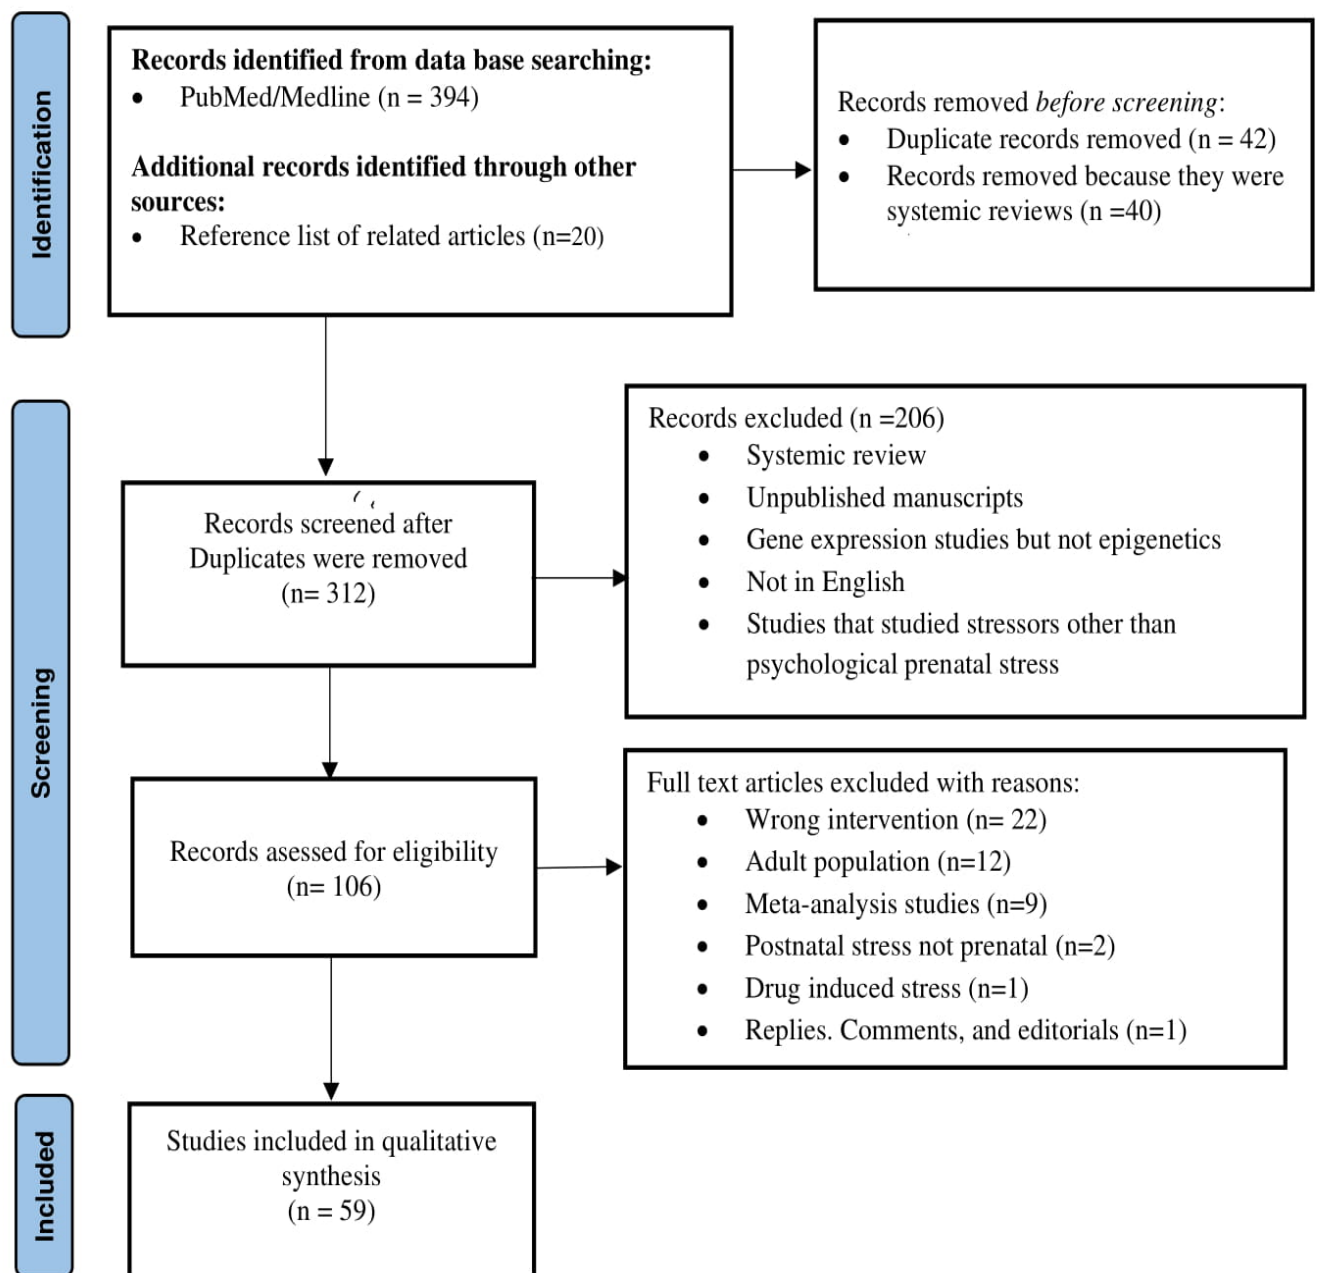 Identification
Records identified from data base searching:
• PubMed/Medline (n = 394)
Additional records identified through other
sources:
• Reference list of related articles (n=20)
Records removed before screening:
• Duplicate records removed (n = 42)
• Records removed because they were
systemic reviews (n =40)
Screening
Records screened after
Duplicates were removed
(n= 312)
Records excluded (n =206)
• Systemic review
• Unpublished manuscripts
• Gene expression studies but not epigenetics
• Not in English
• Studies that studied stressors other than
psychological prenatal stress
Records asessed for eligibility
(n= 106)
Full text articles excluded with reasons:
• Wrong intervention (n= 22)
• Adult population (n=12)
• Meta-analysis studies (n=9)
• Postnatal stress not prenatal (n=2)
• Drug induced stress (n=1)
• Replies. Comments, and editorials (n=1)
Included
Studies included in qualitative
synthesis
(n = 59)